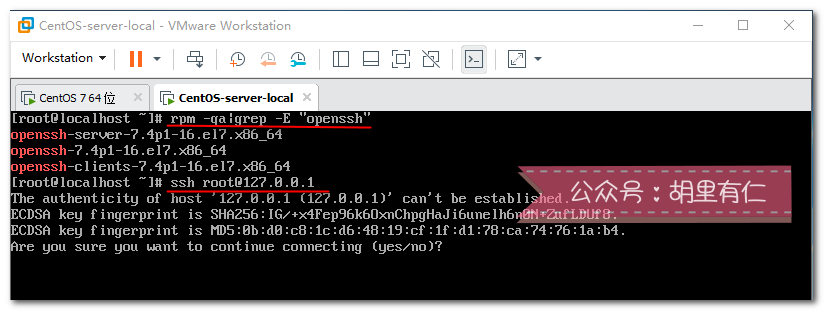 CentOS-server-local - VMware Workstation
Workstation
CentOS 7 64 位
CentOS-server-local
[root@localhost ~]# rpm -qa|grep -E "openssh"
openssh-server-7.4p1-16.el7.x86_64
openssh-7.4p1-16.el7.x86_64
openssh-clients-7.4p1-16.el7.x86_64
[root@localhost ~]# ssh root@127.0.0.1
The authenticity of host '127.0.0.1 (127.0.0.1)' can't be established.
ECDSA key fingerprint is
ECDSA key fingerprint is MD5:0b:d0:c8:1c:d6:48:19:cf:1f:d1:78:ca:74:76:1a:b4.
Are you sure you want to continue connecting (yes/no)?
公众号：胡里有仁